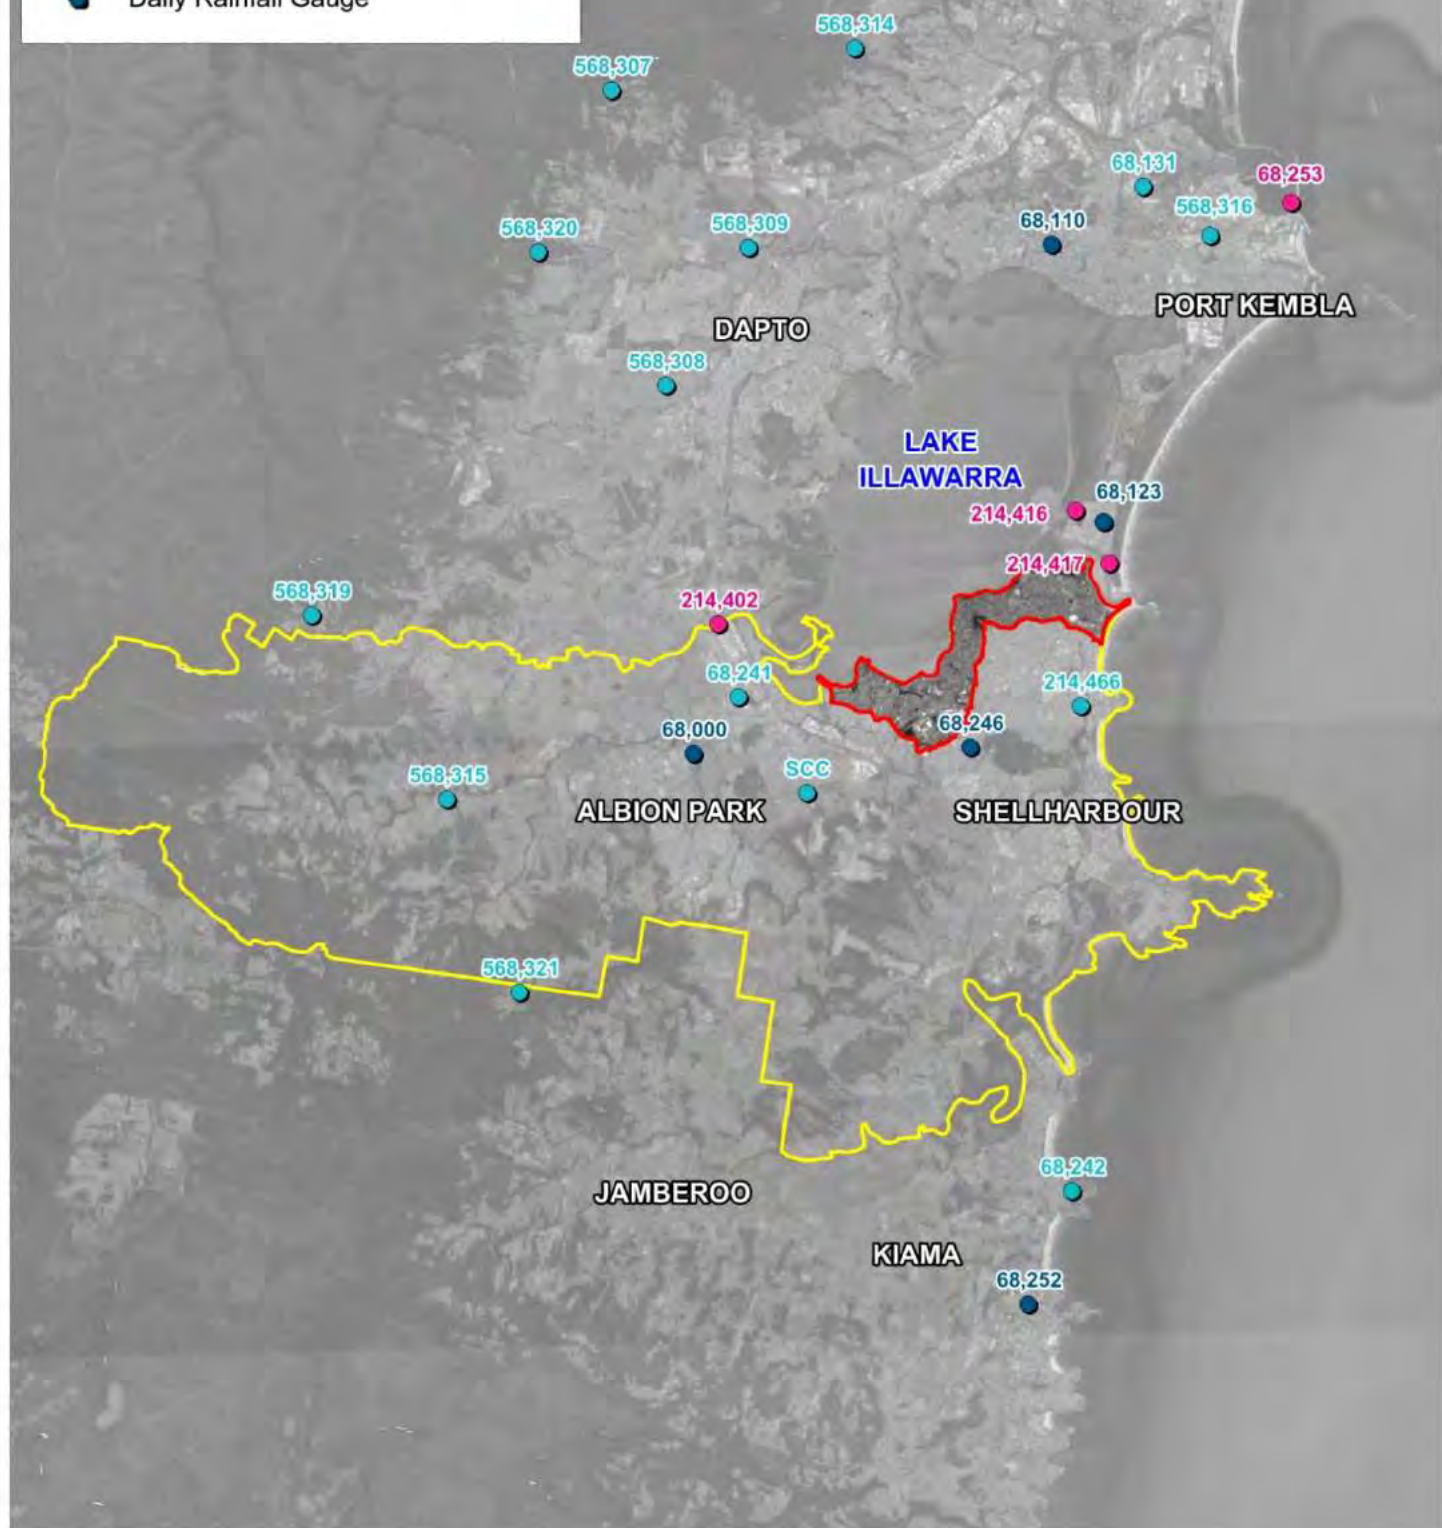 Daily Rainfall Gauge
568,314
568,307
68,131
68,253
568,316
68,110
568,320
568,309
PORT KEMBLA
DAPTO
568,308
LAKE
ILLAWARRA
68,123
214,416
214,417
568,319
214,402
68,241
214,466
68,000
68,246
SCC
568,315
ALBION PARK
SHELLHARBOUR
568,321
68,242
JAMBEROO
KIAMA
68,252